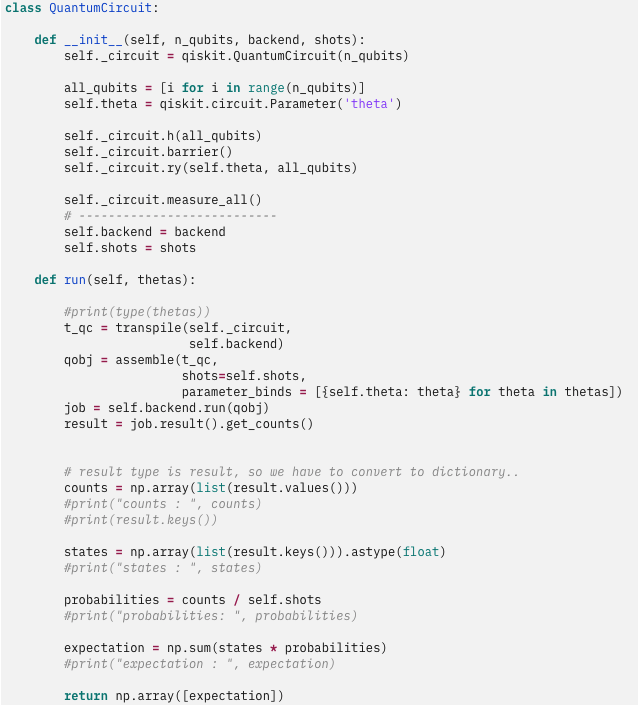 class QuantumCircuit:
def __init__(self, n_qubits, backend, shots):
self._circuit = qiskit.QuantumCircuit(n_qubits)
all_qubits = [i for i in range(n_qubits)]
self.theta = qiskit.circuit.Parameter('theta')
self._circuit.h(all_qubits)
self._circuit.barrier()
self._circuit.ry(self.theta, all_qubits)
self._circuit.measure_all()
# ---------------------------
self.backend = backend
self.shots = shots
def run(self, thetas):
#print(type(thetas))
t_qc = transpile(self._circuit,
self.backend)
qobj = assemble(t_qc,
shots=self.shots,
parameter_binds = [{self.theta: theta} for theta in thetas])
job = self.backend.run(qobj)
result = job.result().get_counts()
# result type is result, so we have to convert to dictionary..
counts = np.array(list(result.values()))
#print("counts : ", counts)
#print(result.keys())
states = np.array(list(result.keys())).astype(float)
#print("states : ", states)
probabilities = counts / self.shots
#print("probabilities: ", probabilities)
expectation = np.sum(states * probabilities)
#print("expectation : ", expectation)
return np.array([expectation])